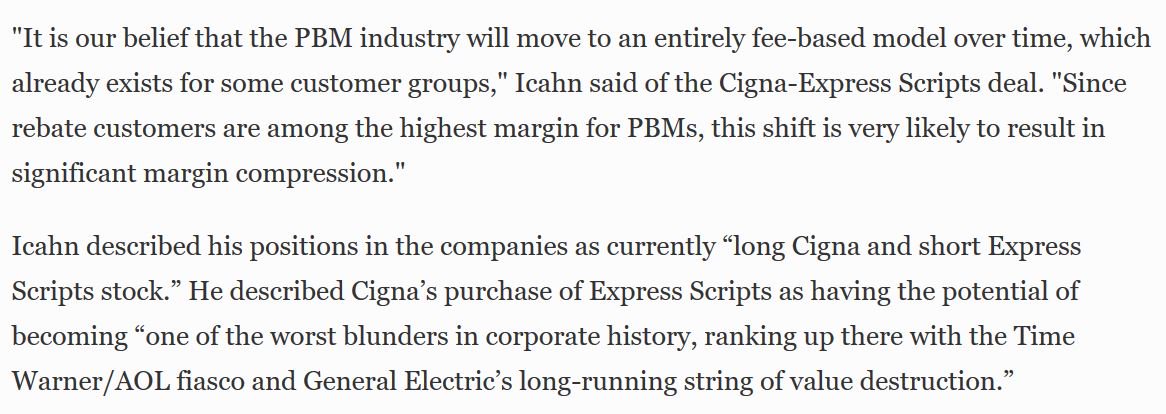 "It is our belief that the PBM industry will move to an entirely fee-based model over time, which
already exists for some customer groups," Icahn said of the Cigna-Express Scripts deal. "Since
rebate customers are among the highest margin for PBMs, this shift is very likely to result in
significant margin compression."
Icahn described his positions in the companies as currently “long Cigna and short Express
Scripts stock.” He described Cigna’s purchase of Express Scripts as having the potential of
becoming “one of the worst blunders in corporate history, ranking up there with the Time
Warner/AOL fiasco and General Electric’s long-running string of value destruction.”